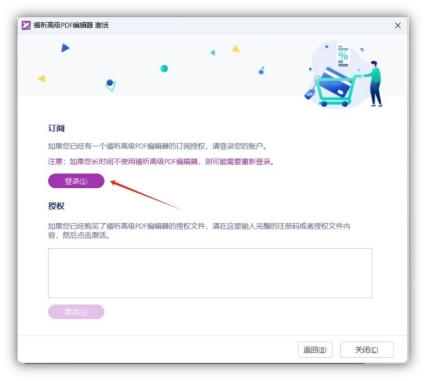 福昕高级PDF编辑器 激活
%
订阅
如果您已经有一个福昕高级PDF编辑器的订阅授权，请登录您的账户。
注意：如果您长时间不使用福昕高级PDF编辑器，则可能需要重新登录。
登录(S)
授权
如果您已经购买了福昕高级PDF编辑器的授权文件，请在这里输入完整的注册码或者授权文件内
容，然后点击激活。
激活(A)
返回(B)
关闭(C)